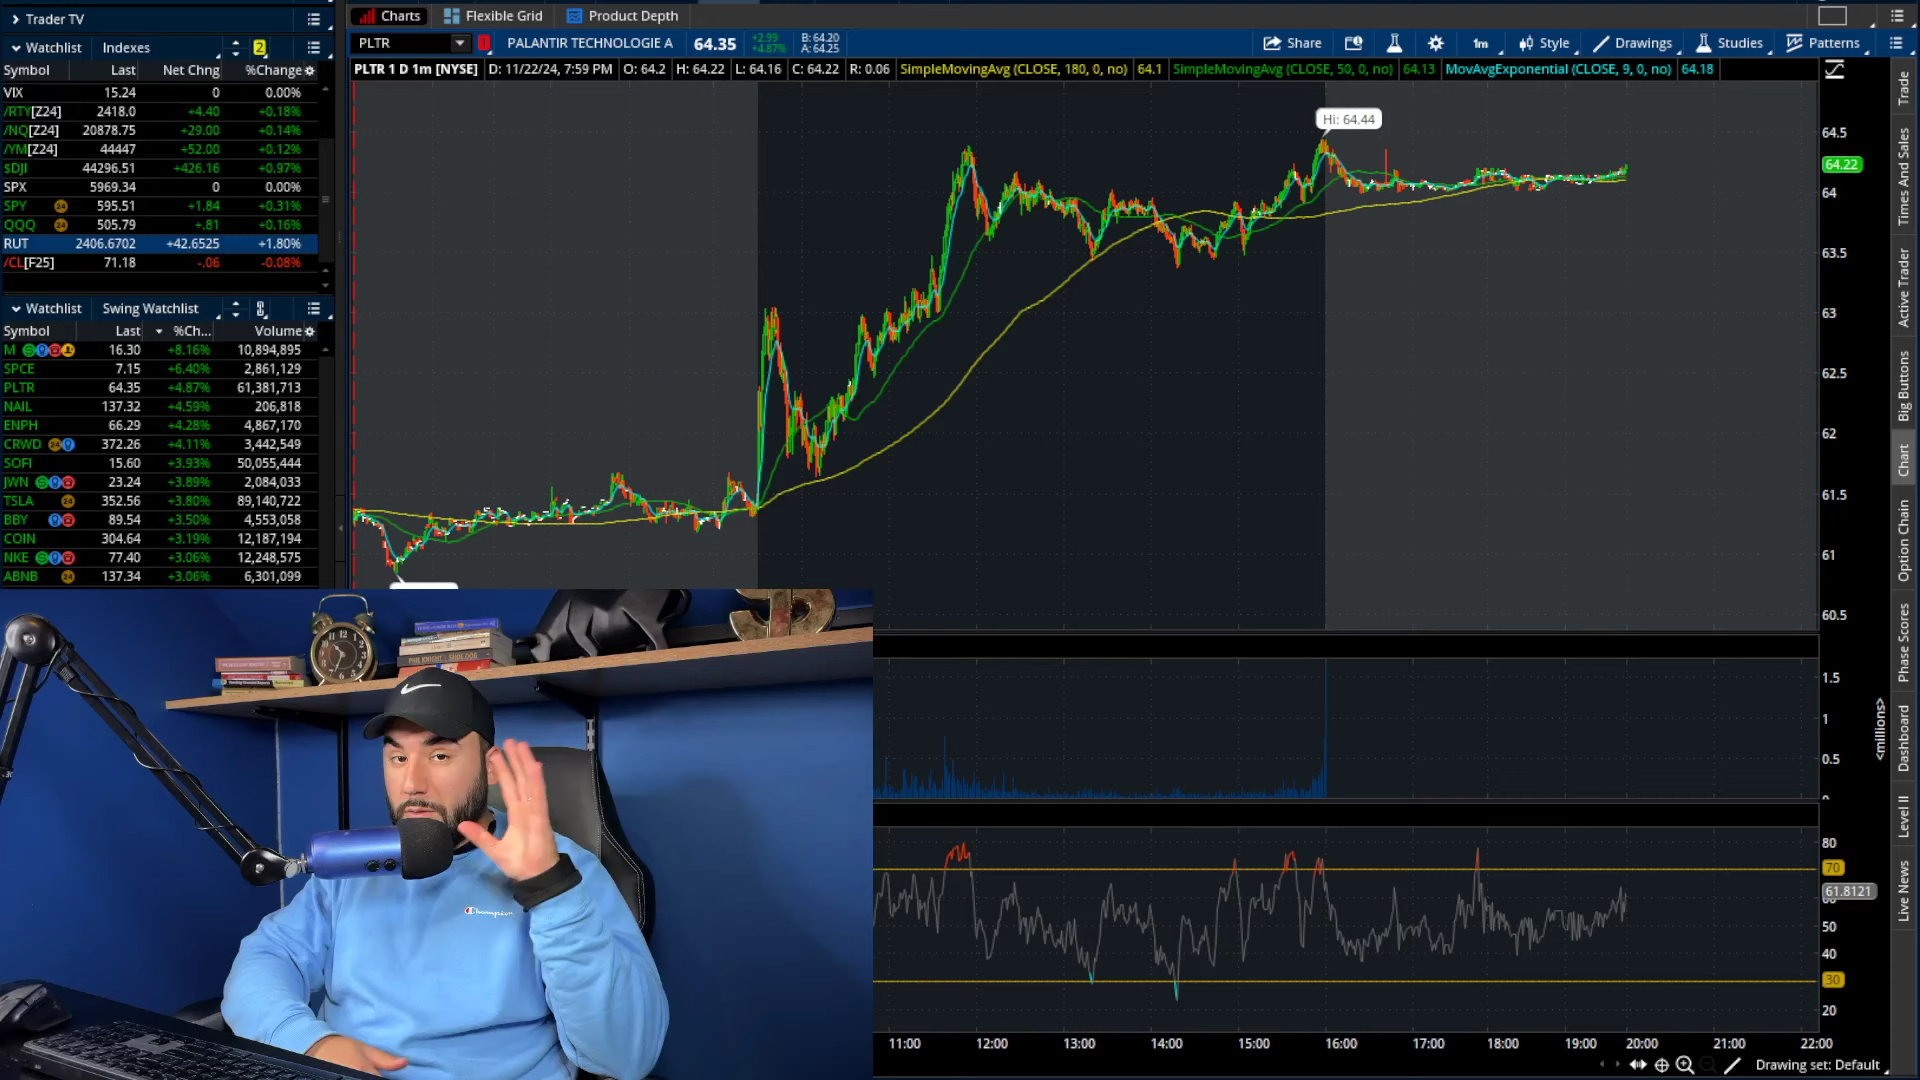 Trader TV
Charts Flexible Grid Product Depth
Watchlist Indexes 2
Symbol Last Net Chng %Change
VIX 15.24 0 0.00%
/RTY[Z24] 2418.0 +4.40 +0.18%
/NQ[Z24] 20878.75 +29.00 +0.14%
/YM[Z24] 44447 +52.00 +0.12%
$DJI 44296.51 +426.16 +0.97%
SPX 5969.34 0 0.00%
SPY 24 595.51 +1.84 +0.31%
QQQ 24 505.79 +.81 +0.16%
RUT 2406.6702 +42.6525 +1.80%
/CL[F25] 71.18 -.06 -0.08%
Watchlist Swing Watchlist
Symbol Last %Ch... Volume
M 16.30 +8.16% 10,894,895
SPCE 7.15 +6.40% 2,861,129
PLTR 64.35 +4.87% 61,381,713
NAIL 137.32 +4.59% 206,818
ENPH 66.29 +4.28% 4,867,170
CRWD 24 372.26 +4.11% 3,442,549
SOFI 15.60 +3.93% 50,055,444
JWN 23.24 +3.89% 2,084,033
TSLA 24 352.56 +3.80% 89,140,722
BBY 89.54 +3.50% 4,553,058
COIN 304.64 +3.19% 12,187,194
NKE 77.40 +3.06% 12,248,575
ABNB 24 137.34 +3.06% 6,301,099
PLTR 1 PALANTIR TECHNOLOGIE A 64.35 +2.99 +4.87% B: 64.20 A: 64.25 Share 1m Style Drawings Studies Patterns
PLTR 1 D 1m [NYSE] D: 11/22/24, 7:59 PM O: 64.2 H: 64.22 L: 64.16 C: 64.22 R: 0.06 SimpleMovingAvg (CLOSE, 180, 0, no) 64.1 SimpleMovingAvg (CLOSE, 50, 0, no) 64.13 MovAvgExponential (CLOSE, 9, 0, no) 64.18
Hi: 64.44
64.5
64.22
64
63.5
63
62.5
62
61.5
61
60.5
1.5
1
0.5
<millions>
80
70
61.8121
50
40
30
20
11:00 12:00 13:00 14:00 15:00 16:00 17:00 18:00 19:00 20:00 21:00 22:00
Drawing set: Default
Trade
Times And Sales
Active Trader
Big Buttons
Chart
Option Chain
Phase Scores
Dashboard
Level II
Live News
PHIL KNIGHT SHOE DOG
Champion